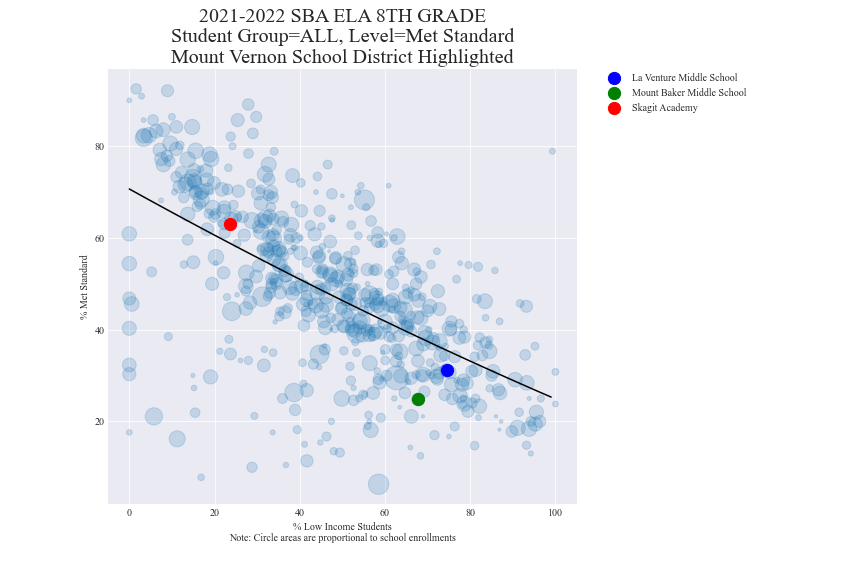 2021-2022 SBA ELA 8TH GRADE
Student Group=ALL, Level=Met Standard
Mount Vernon School District Highlighted
La Venture Middle School
Mount Baker Middle School
Skagit Academy
% Met Standard
80
60
40
20
0 20 40 60 80 100
% Low Income Students
Note: Circle areas are proportional to school enrollments